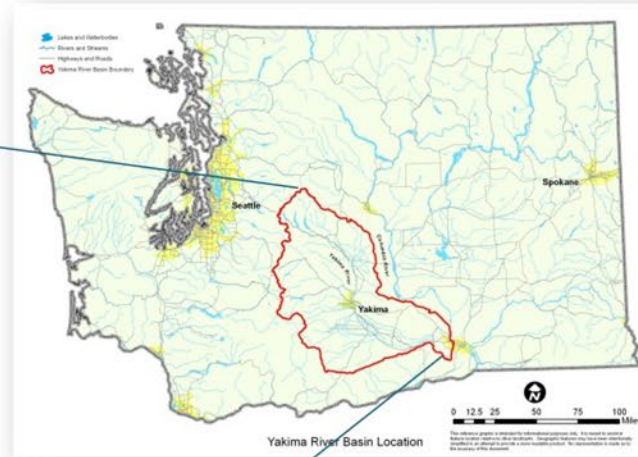 Lakes and Waterbodies
Rivers and Streams
Highways and Roads
Yakima River Basin Boundary
Spokane
Seattle
Columbia River
Yakima River
Yakima
N
0 12.5 25 50 75 100
Miles
Yakima River Basin Location